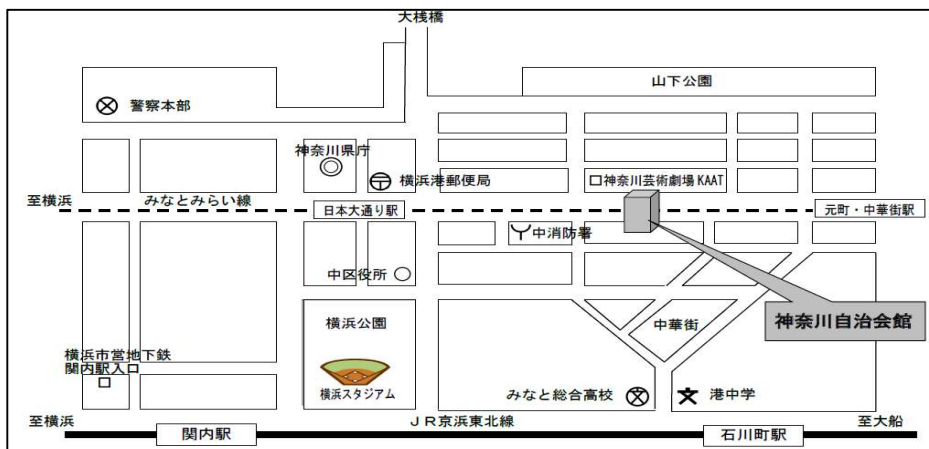 大桟橋
山下公園
警察本部
神奈川県庁
横浜港郵便局
神奈川芸術劇場 KAAT
至横浜
みなとみらい線
日本大通り駅
元町・中華街駅
中消防署
中区役所
横浜公園
中華街
神奈川自治会館
横浜市営地下鉄
関内駅入口
横浜スタジアム
みなと総合高校
港中学
至横浜
JR京浜東北線
至大船
関内駅
石川町駅